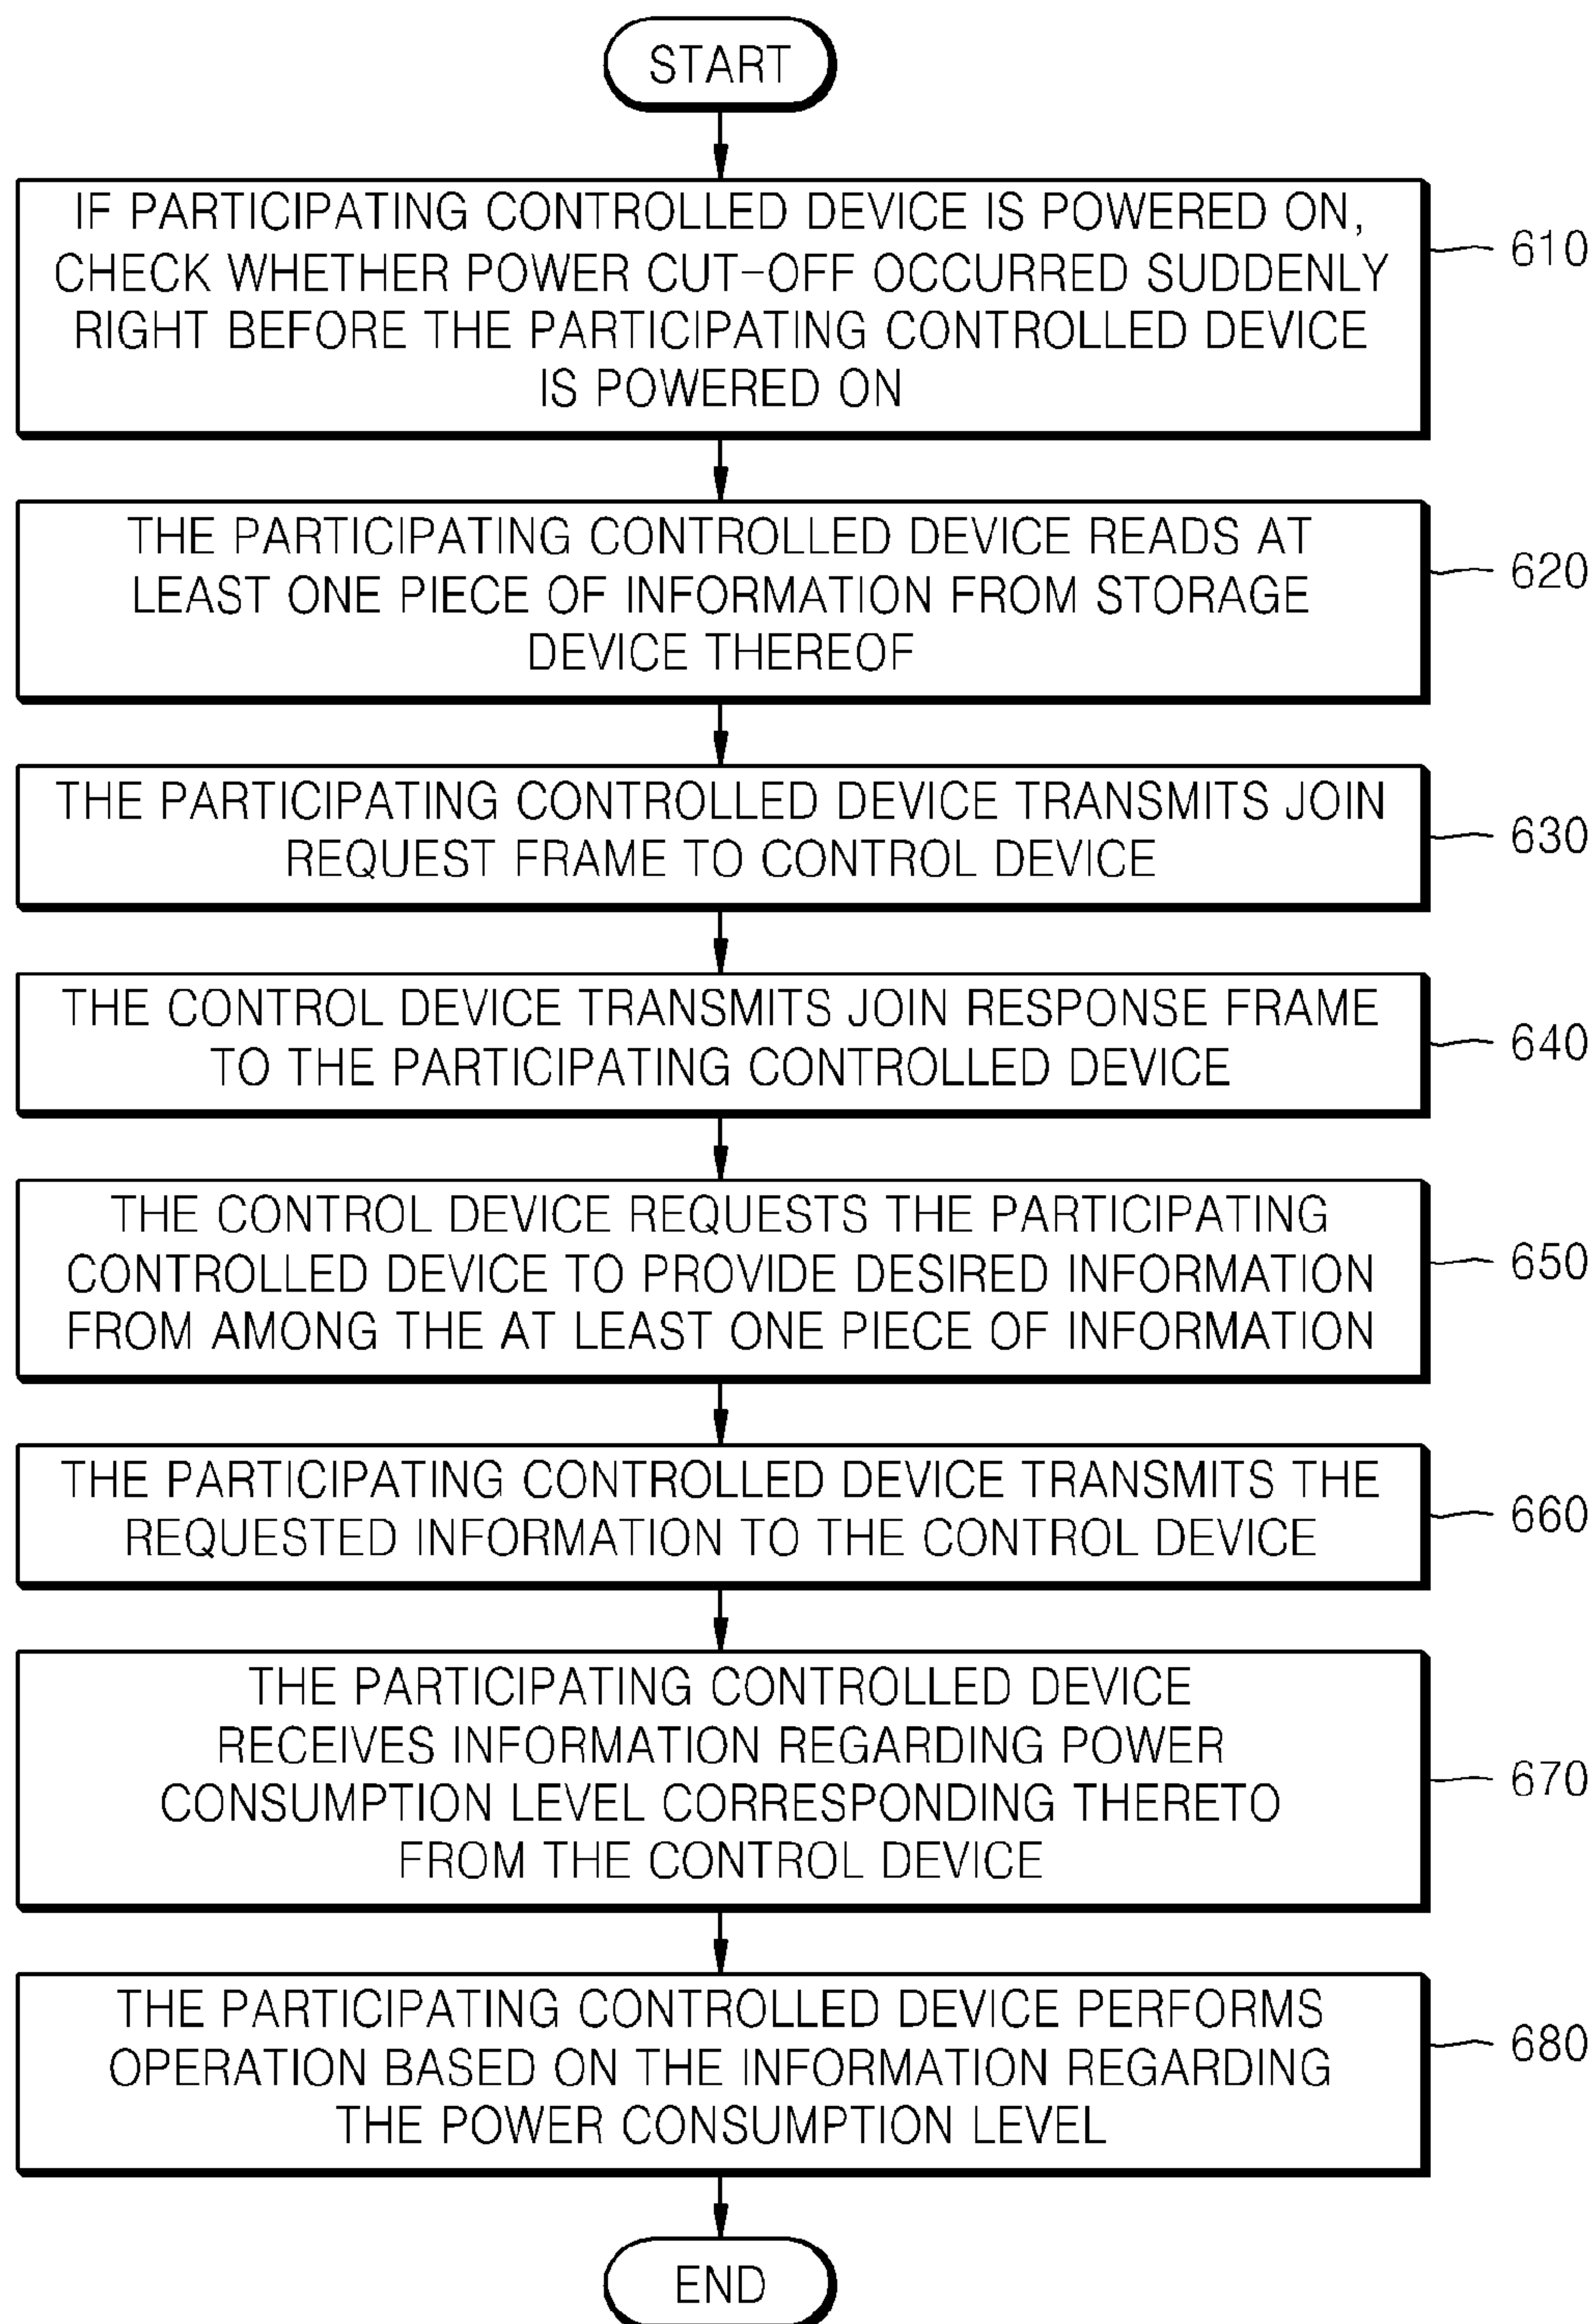 START
IF PARTICIPATING CONTROLLED DEVICE IS POWERED ON,
CHECK WHETHER POWER CUT-OFF OCCURRED SUDDENLY
RIGHT BEFORE THE PARTICIPATING CONTROLLED DEVICE
IS POWERED ON
610
THE PARTICIPATING CONTROLLED DEVICE READS AT
LEAST ONE PIECE OF INFORMATION FROM STORAGE
DEVICE THEREOF
620
THE PARTICIPATING CONTROLLED DEVICE TRANSMITS JOIN
REQUEST FRAME TO CONTROL DEVICE
630
THE CONTROL DEVICE TRANSMITS JOIN RESPONSE FRAME
TO THE PARTICIPATING CONTROLLED DEVICE
640
THE CONTROL DEVICE REQUESTS THE PARTICIPATING
CONTROLLED DEVICE TO PROVIDE DESIRED INFORMATION
FROM AMONG THE AT LEAST ONE PIECE OF INFORMATION
650
THE PARTICIPATING CONTROLLED DEVICE TRANSMITS THE
REQUESTED INFORMATION TO THE CONTROL DEVICE
660
THE PARTICIPATING CONTROLLED DEVICE
RECEIVES INFORMATION REGARDING POWER
CONSUMPTION LEVEL CORRESPONDING THERETO
FROM THE CONTROL DEVICE
670
THE PARTICIPATING CONTROLLED DEVICE PERFORMS
OPERATION BASED ON THE INFORMATION REGARDING
THE POWER CONSUMPTION LEVEL
680
END